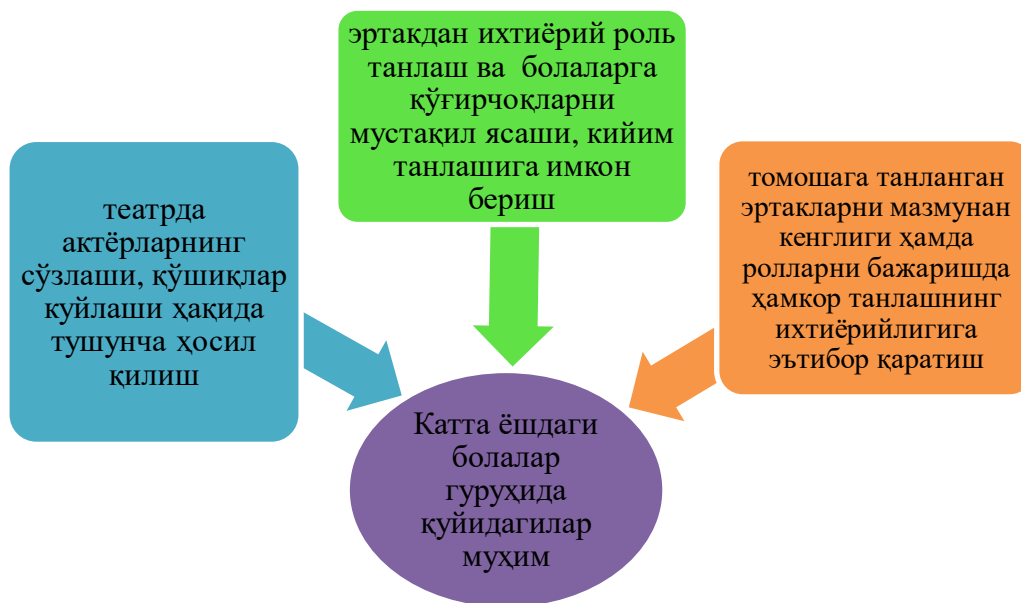 театрда
актёрларнинг
сўзлаши, қўшиқлар
куйлаши ҳақида
тушунча ҳосил
қилиш
эртакдан ихтиёрий роль
танлаш ва болаларга
қўғирчоқларни
мустақил ясаши, кийим
танлашига имкон
бериш
томошага танланган
эртакларни мазмунан
кенглиги ҳамда
ролларни бажаришда
ҳамкор танлашнинг
ихтиёрийлигига
эътибор қаратиш
Катта ёшдаги
болалар
гуруҳида
қуйидагилар
муҳим